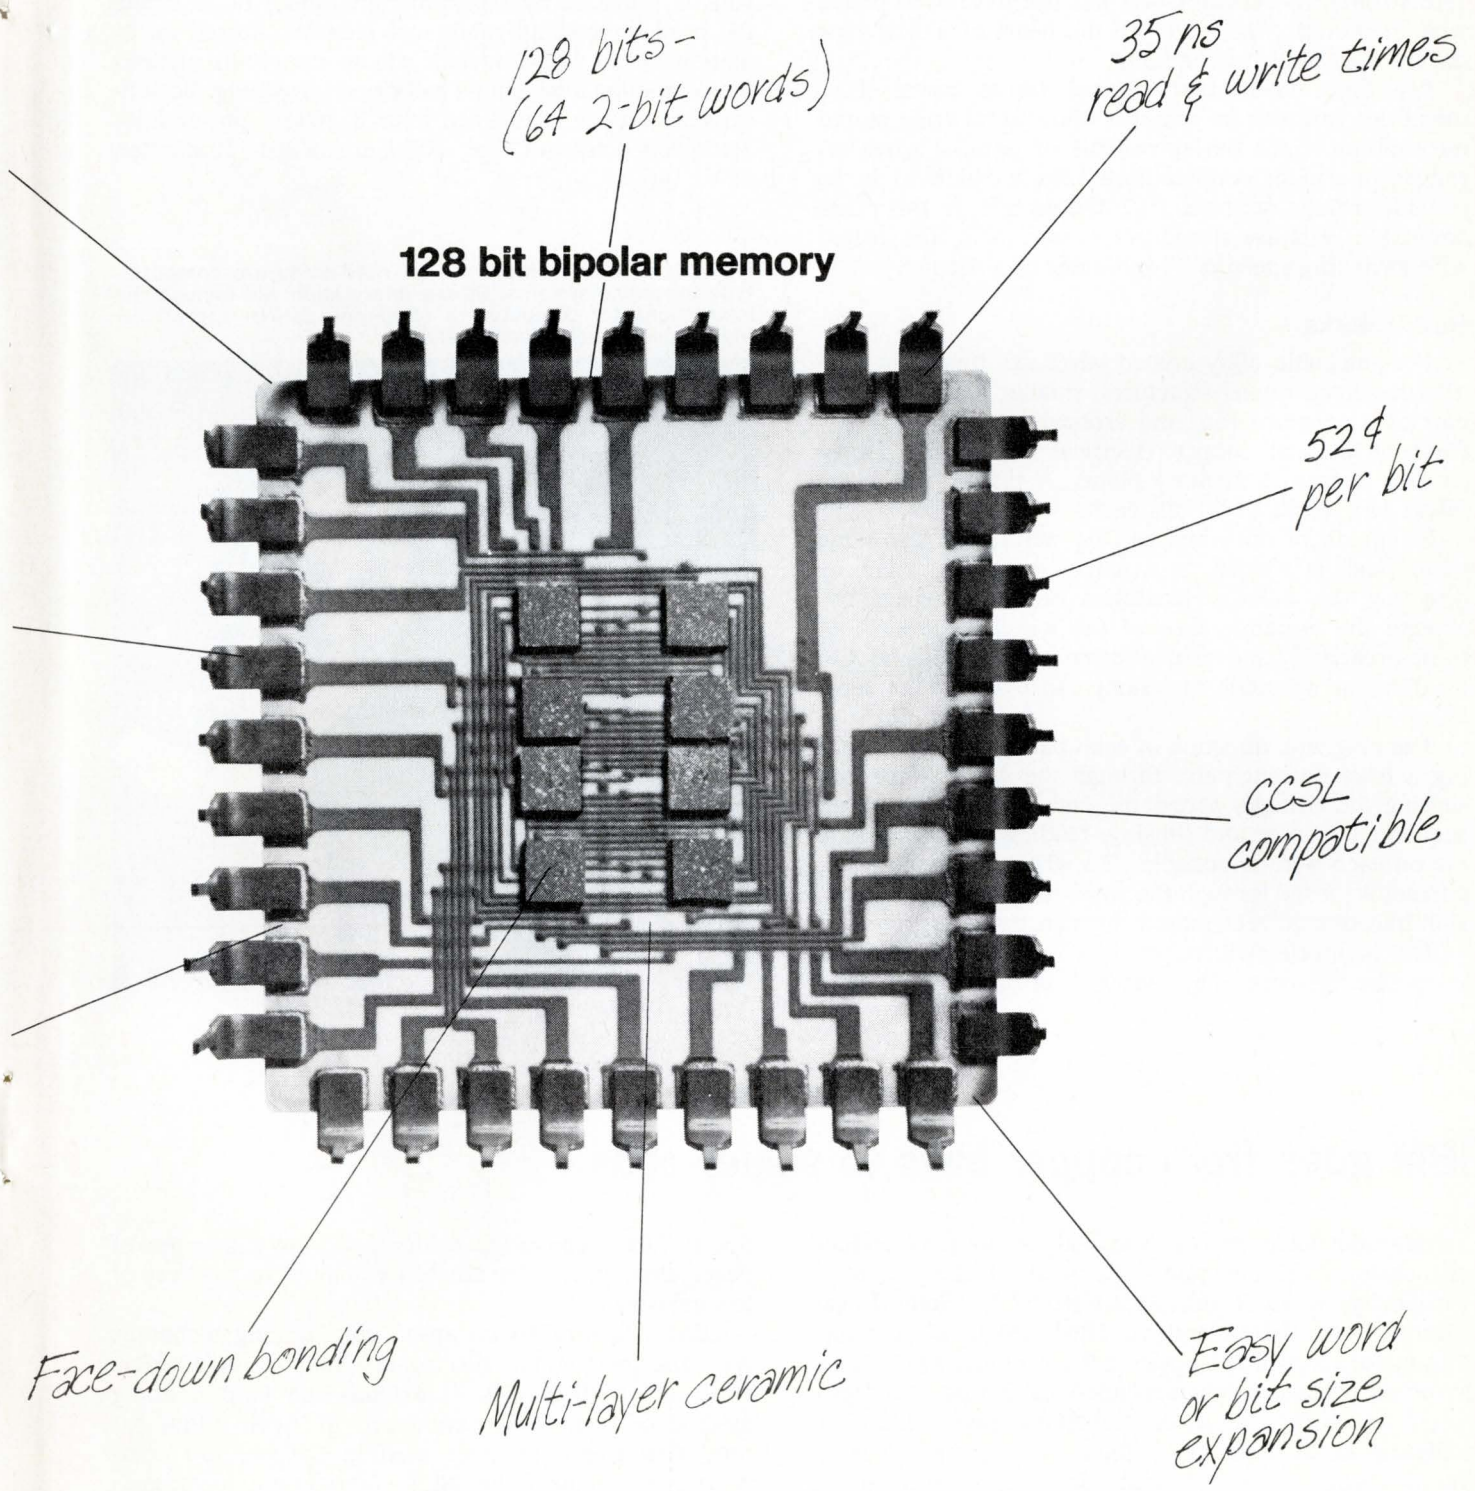 128 bits-
(64 2-bit words)
35 ns
read & write times
128 bit bipolar memory
52¢
per bit
CCSL
compatible
Face-down bonding
Multi-layer ceramic
Easy word
or bit size
expansion